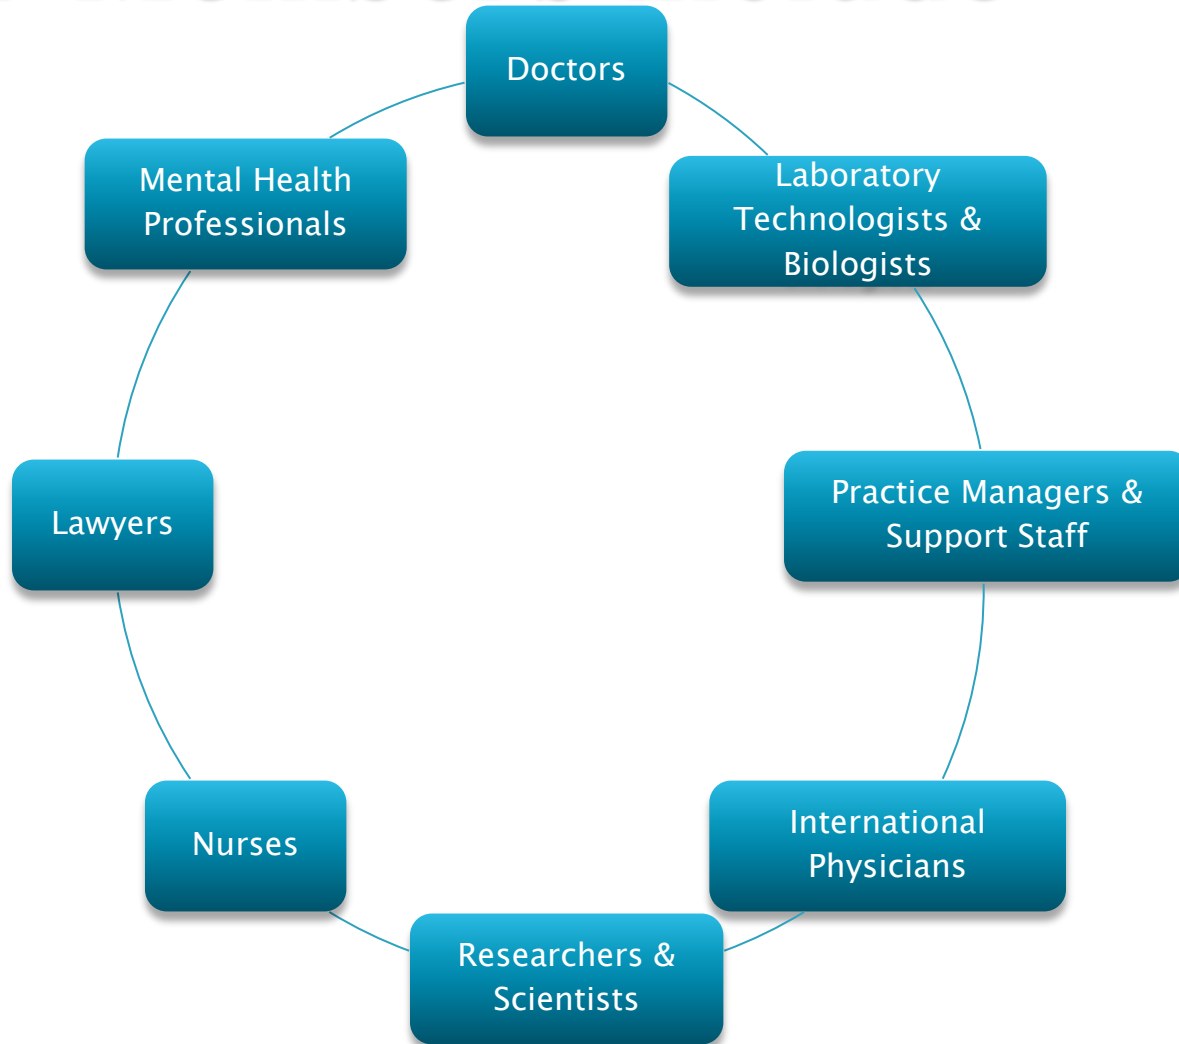 Doctors
Laboratory
Technologists &
Biologists
Practice Managers &
Support Staff
International
Physicians
Researchers &
Scientists
Nurses
Lawyers
Mental Health
Professionals